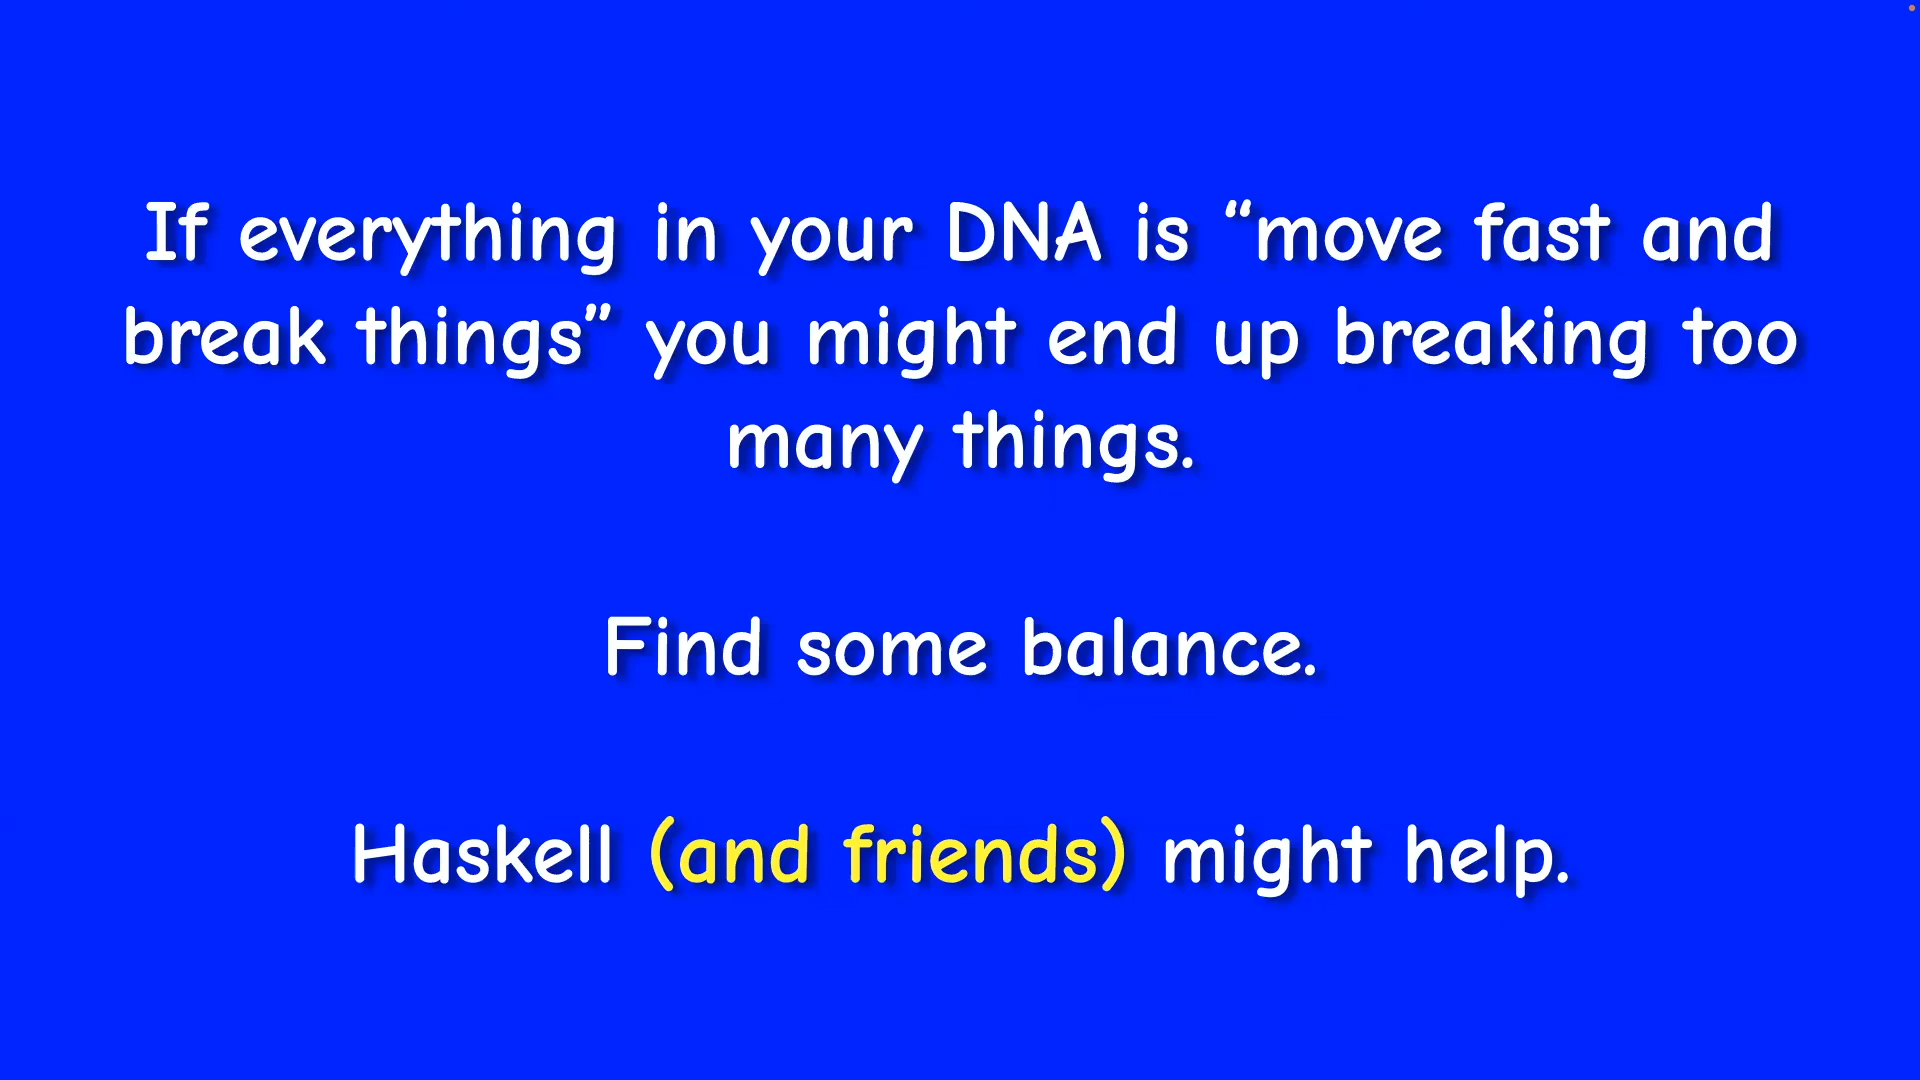 If everything in your DNA is “move fast and
break things” you might end up breaking too
many things.
Find some balance.
Haskell (and friends) might help.